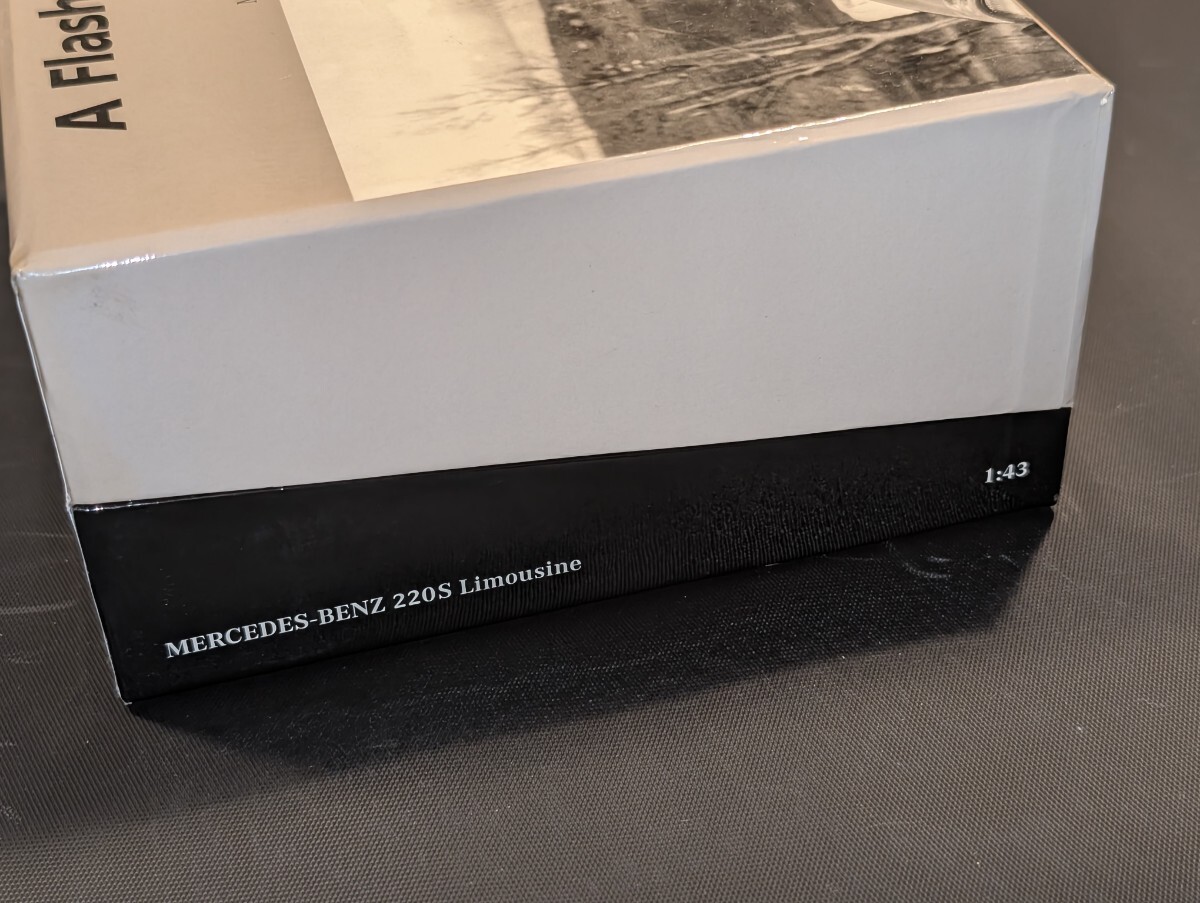 A Flash
MERCEDES-BENZ 220S Limousine
1:43